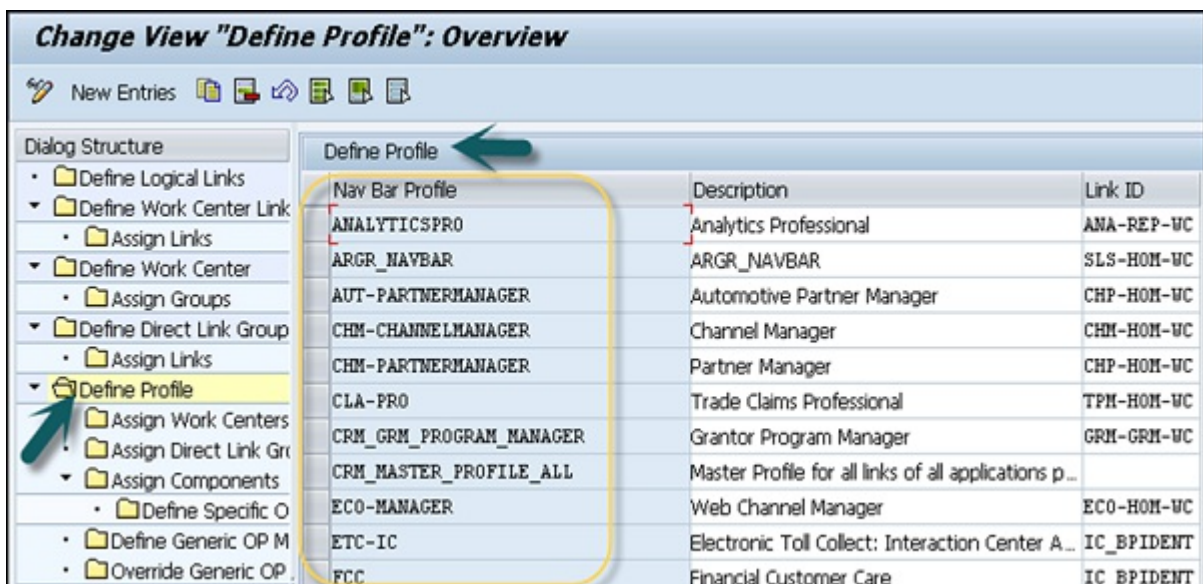 Change View "Define Profile": Overview
New Entries
Dialog Structure
Define Logical Links
Define Work Center Link
Assign Links
Define Work Center
Assign Groups
Define Direct Link Group
Assign Links
Define Profile
Assign Work Centers
Assign Direct Link Gr
Assign Components
Define Specific O
Define Generic OP M
Override Generic OP
Define Profile
Nav Bar Profile Description Link ID
ANALYTICSPRO Analytics Professional ANA-REP-WC
ARGR_NAVBAR ARGR_NAVBAR SLS-HOM-WC
AUT-PARTNERMANAGER Automotive Partner Manager CHP-HOM-WC
CHM-CHANNELMANAGER Channel Manager CHM-HOM-WC
CHM-PARTNERMANAGER Partner Manager CHP-HOM-WC
CLA-PRO Trade Claims Professional TPM-HOM-WC
CRM_GRM_PROGRAM_MANAGER Grantor Program Manager GRM-GRM-WC
CRM_MASTER_PROFILE_ALL Master Profile for all links of all applications p...
ECO-MANAGER Web Channel Manager ECO-HOM-WC
ETC-IC Electronic Toll Collect: Interaction Center A... IC_BPIDENT
FCC Financial Customer Care IC_BPIDENT